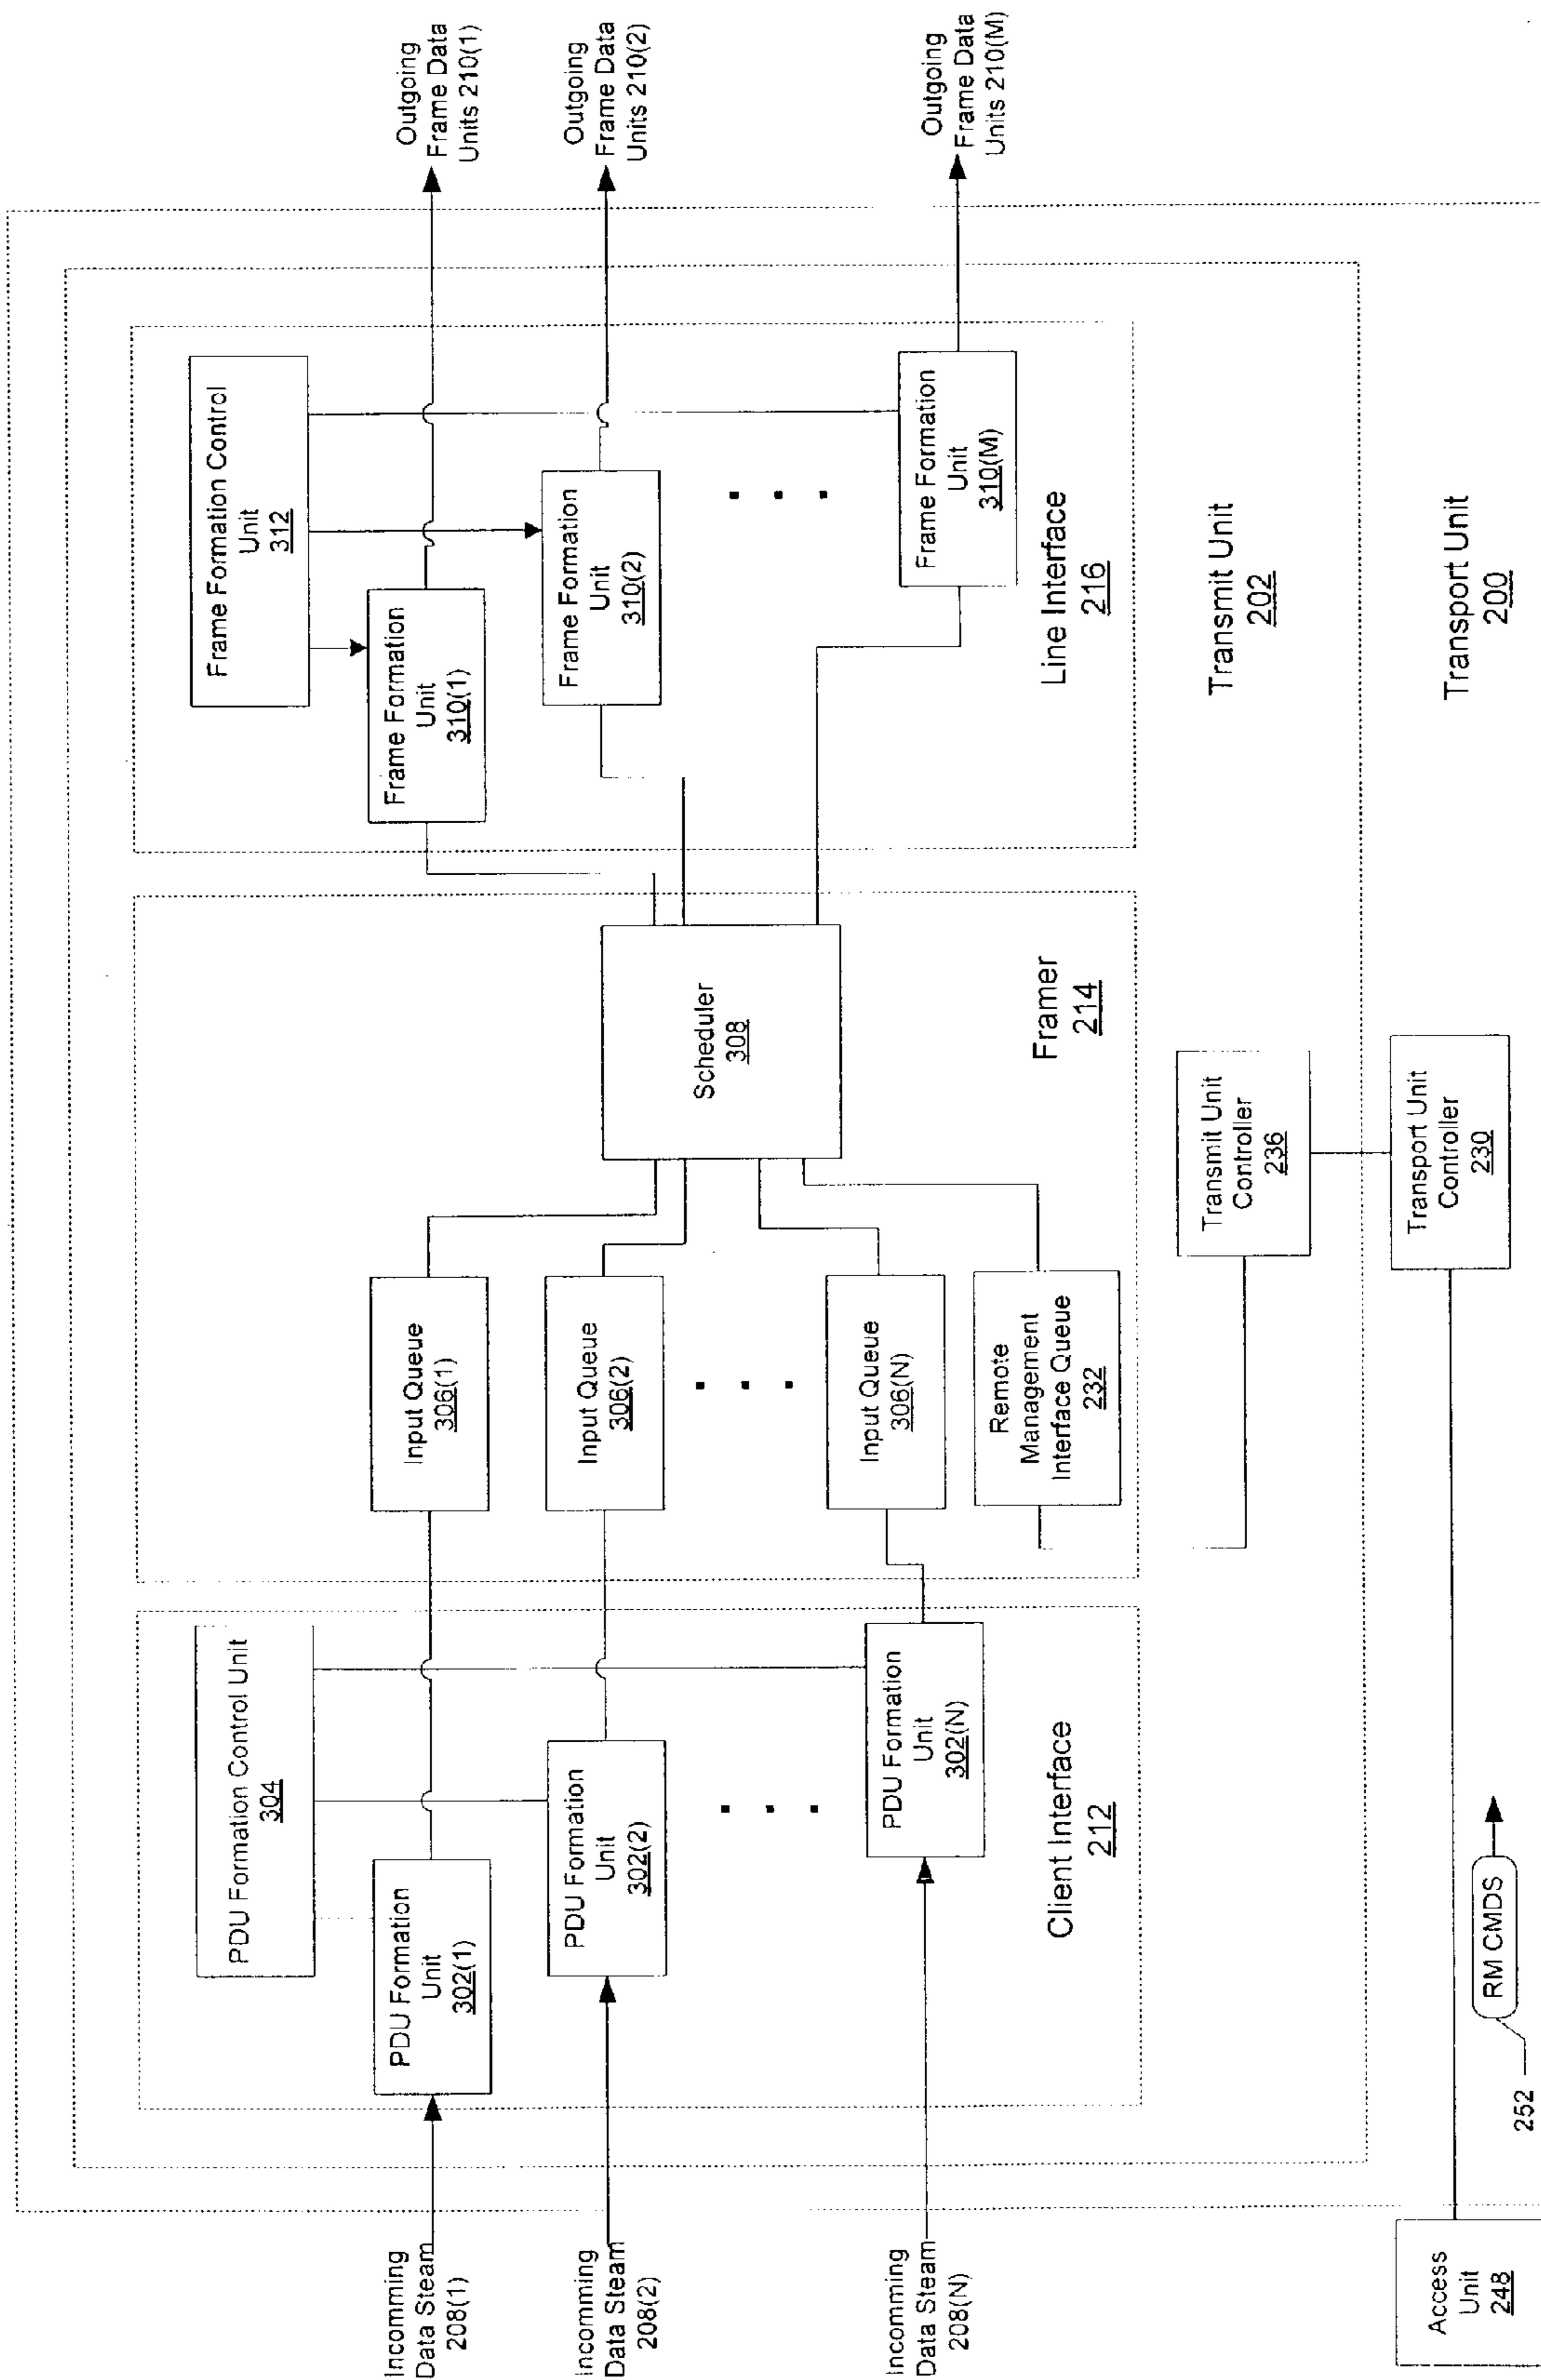 Incomming
Data Steam
208(1)
Incomming
Data Steam
208(2)
Incomming
Data Steam
208(N)
PDU Formation Control Unit
304
PDU Formation
Unit
302(1)
PDU Formation
Unit
302(2)
. . .
PDU Formation
Unit
302(N)
Client Interface
212
Input Queue
306(1)
Input Queue
306(2)
. . .
Input Queue
306(N)
Remote
Management
Interface Queue
232
Scheduler
308
Framer
214
Frame Formation Control
Unit
312
Frame Formation
Unit
310(1)
Frame Formation
Unit
310(2)
. . .
Frame Formation
Unit
310(M)
Line Interface
216
Outgoing
Frame Data
Units 210(1)
Outgoing
Frame Data
Units 210(2)
Outgoing
Frame Data
Units 210(M)
Transmit Unit
Controller
236
Transmit Unit
202
Transport Unit
Controller
230
Transport Unit
200
Access
Unit
248
RM CMDS
252